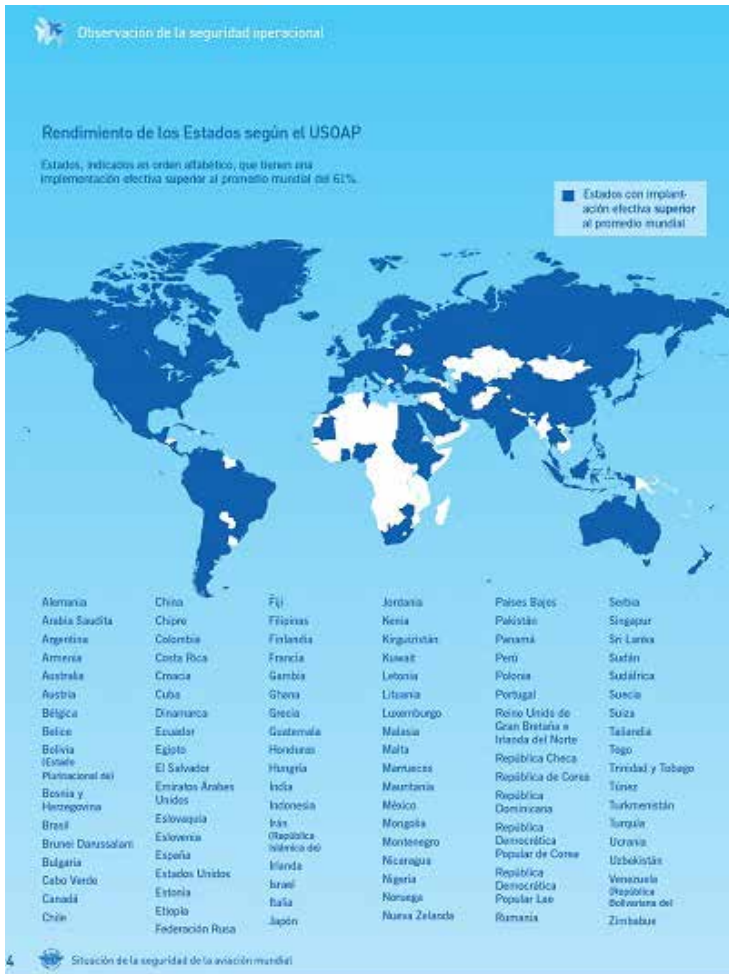 Observación de la seguridad operacional
Rendimiento de los Estados según el USOAP
Estados, indicados en orden alfabético, que tienen una
implementación efectiva superior al promedio mundial del 61%.
Estados con implant-
ación efectiva superior
al promedio mundial
Alemania
Arabia Saudita
Argentina
Armenia
Australia
Austria
Bélgica
Belice
Bolivia
(Estado
Plurinacional de)
Bosnia y
Herzegovina
Brasil
Brunei Darussalam
Bulgaria
Cabo Verde
Canadá
Chile
China
Chipre
Colombia
Costa Rica
Croacia
Cuba
Dinamarca
Ecuador
Egipto
El Salvador
Emiratos Árabes
Unidos
Eslovaquia
Eslovenia
España
Estados Unidos
Estonia
Etiopía
Federación Rusa
Fiji
Filipinas
Finlandia
Francia
Gambia
Ghana
Grecia
Guatemala
Honduras
Hungría
India
Indonesia
Irán
(República
Islámica de)
Irlanda
Israel
Italia
Japón
Jordania
Kenia
Kirguizistán
Kuwait
Letonia
Lituania
Luxemburgo
Malasia
Malta
Marruecos
Mauritania
México
Mongolia
Montenegro
Nicaragua
Nigeria
Noruega
Nueva Zelanda
Países Bajos
Pakistán
Panamá
Perú
Polonia
Portugal
Reino Unido de
Gran Bretaña e
Irlanda del Norte
República Checa
República de Corea
República
Dominicana
República
Democrática
Popular de Corea
República
Democrática
Popular Lao
Rumania
Serbia
Singapur
Sri Lanka
Sudán
Sudáfrica
Suecia
Suiza
Tailandia
Togo
Trinidad y Tobago
Túnez
Turkmenistán
Turquía
Ucrania
Uzbekistán
Venezuela
(República
Bolivariana de)
Zimbabue
4
Situación de la seguridad de la aviación mundial